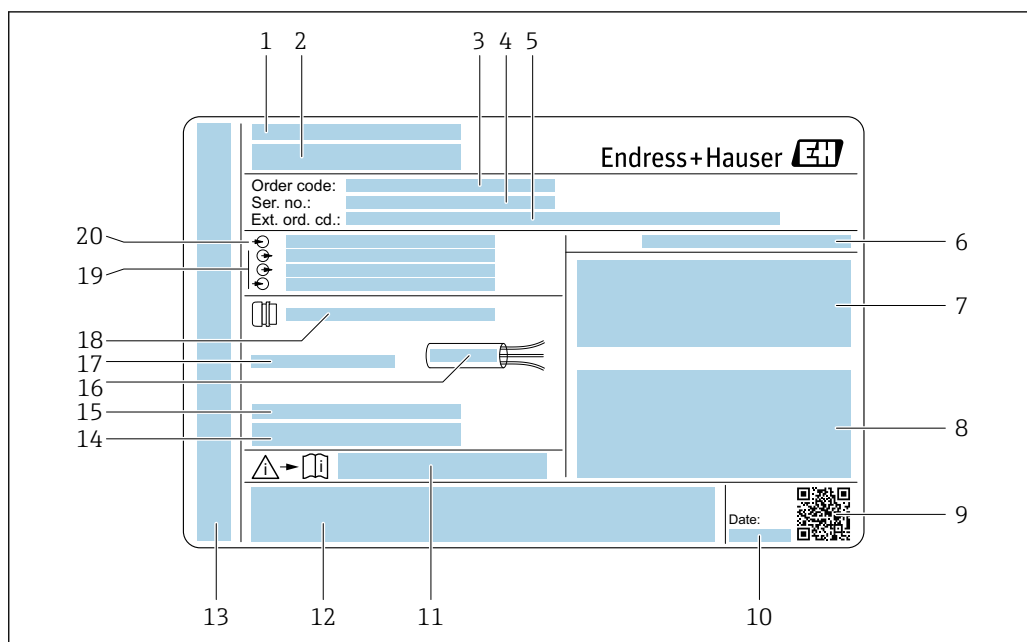 1 2 3 4 5
Endress+Hauser EH
Order code:
Ser. no.:
Ext. ord. cd.:
20
6
19
7
18
17
16
15
14
8
i i
Date:
9
13 12 11 10